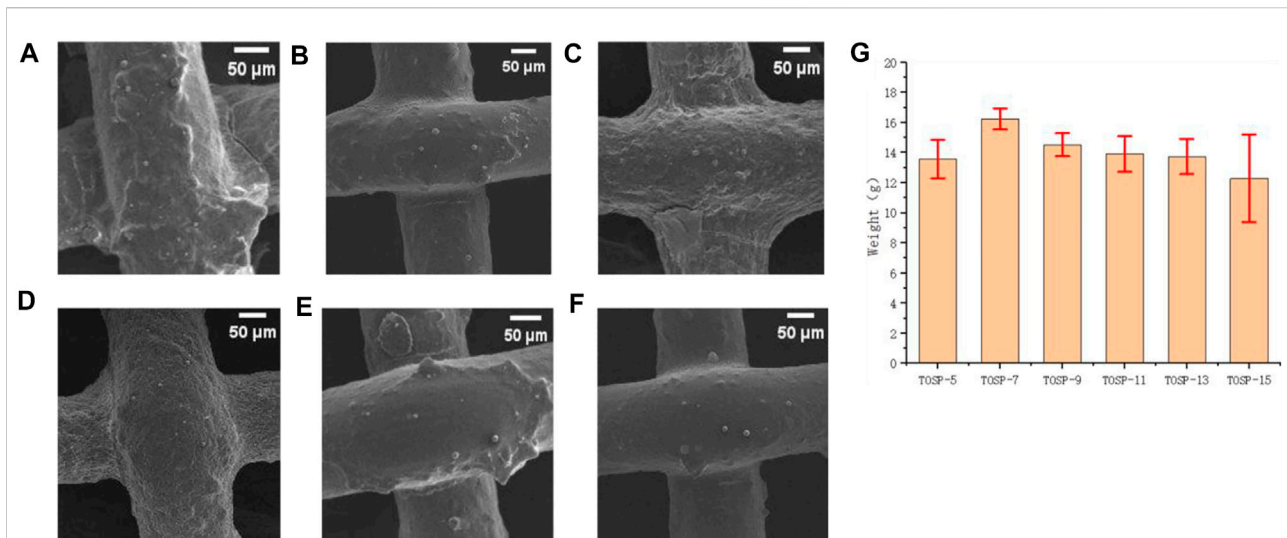 A
50 µm
B
50 µm
C
50 µm
D
50 µm
E
50 µm
F
50 µm
G
Weight (g)
20
18
16
14
12
10
8
6
4
2
0
TOSP-5 TOSP-7 TOSP-9 TOSP-11 TOSP-13 TOSP-15